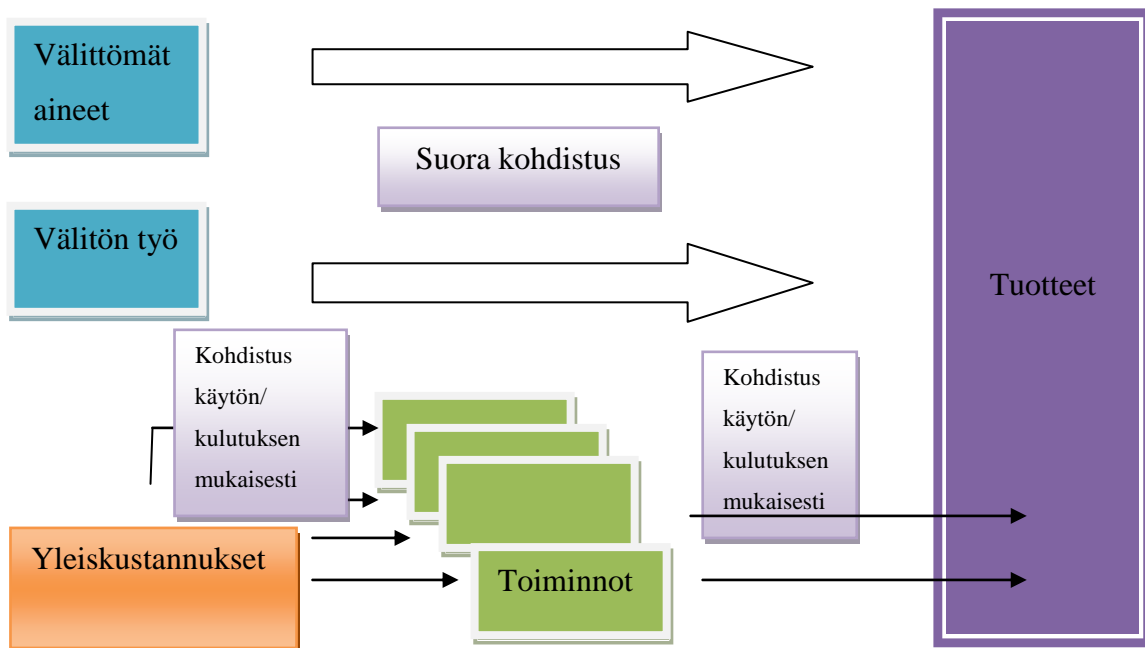 Välittömät
aineet
Suora kohdistus
Välitön työ
Tuotteet
Kohdistus
käytön/
kulutuksen
mukaisesti
Kohdistus
käytön/
kulutuksen
mukaisesti
Yleiskustannukset
Toiminnot